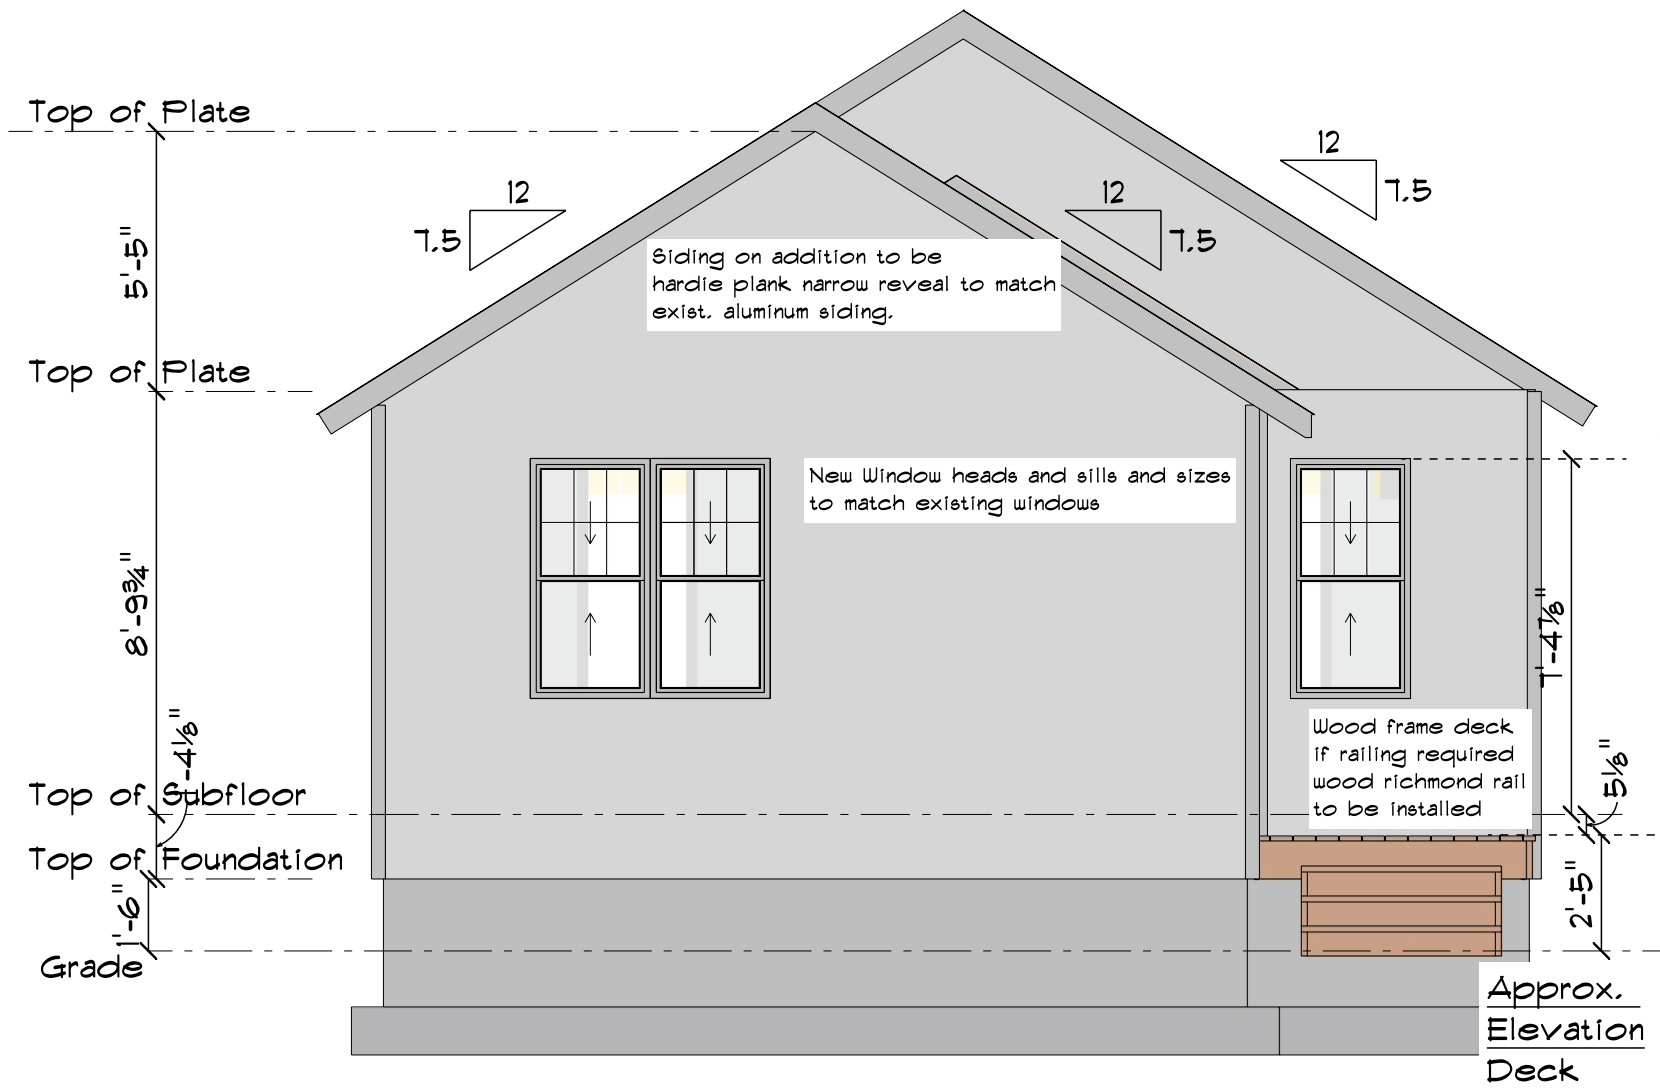 Top of Plate
12
7.5
12
7.5
12
7.5
5'-5"
Siding on addition to be
hardie plank narrow reveal to match
exist. aluminum siding.
Top of Plate
New Window heads and sills and sizes
to match existing windows
8'-9¾"
7'-4⅞"
Wood frame deck
if railing required
wood richmond rail
to be installed
5⅛"
Top of Subfloor
Top of Foundation
1'-6"
2'-5"
Grade
Approx.
Elevation
Deck